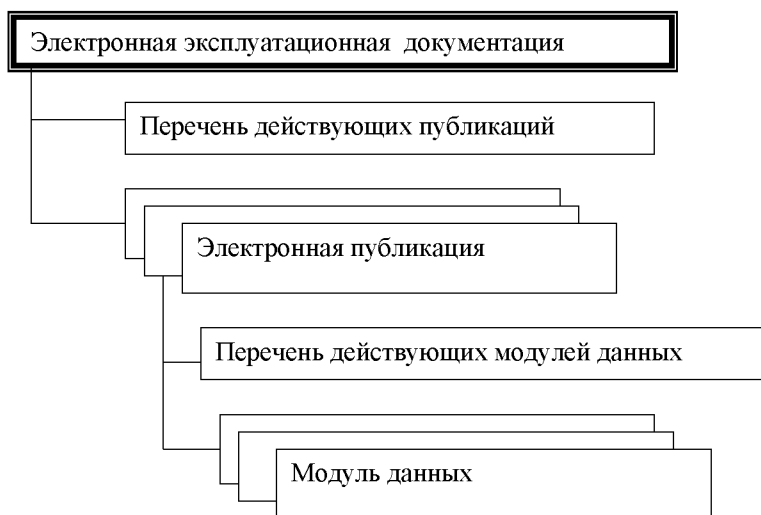 Электронная эксплуатационная документация
Перечень действующих публикаций
Электронная публикация
Перечень действующих модулей данных
Модуль данных